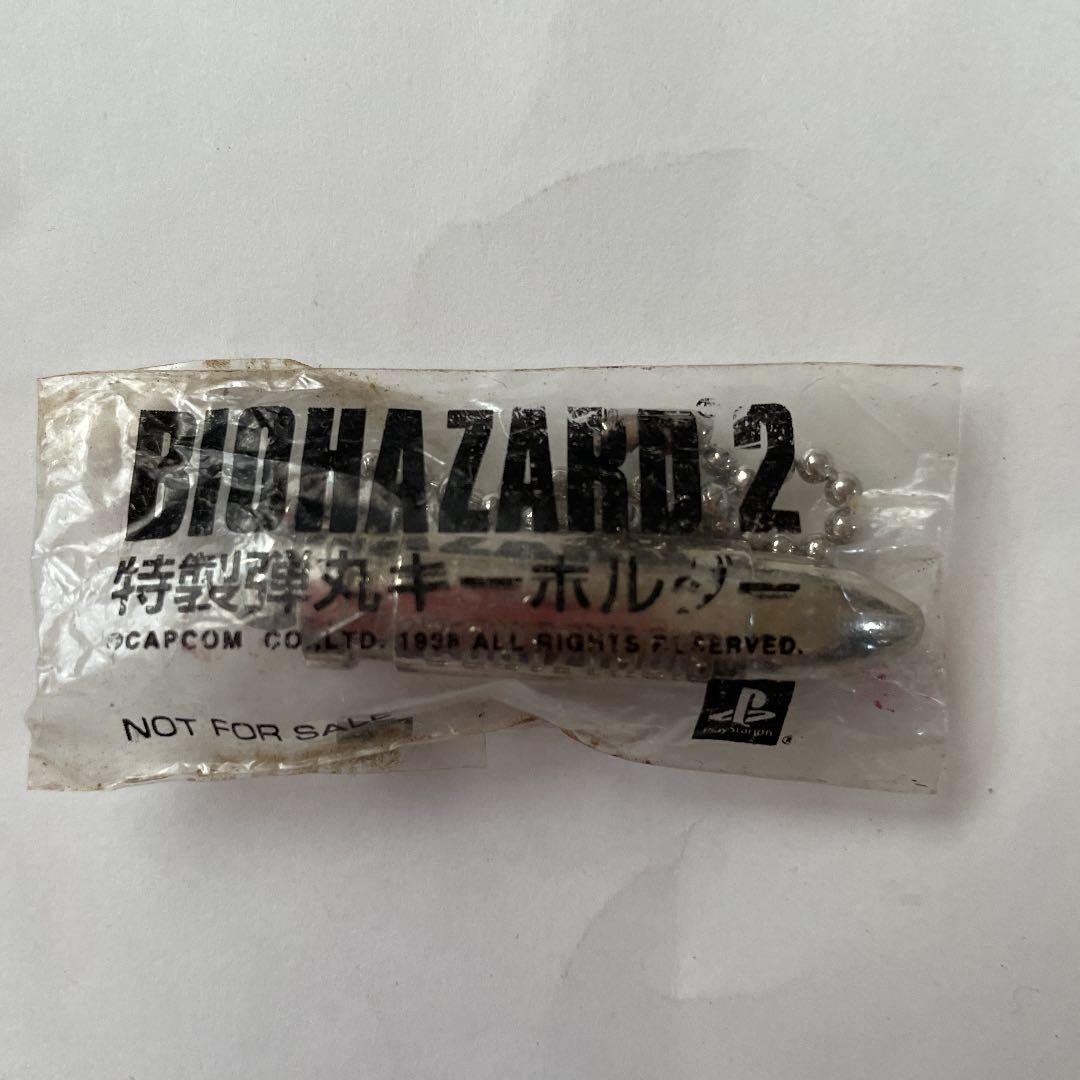 BIOHAZARD® 2
特製弾丸キーホルダー
©CAPCOM CO.,LTD. 1998 ALL RIGHTS RESERVED.
NOT FOR SALE
PlayStation
®